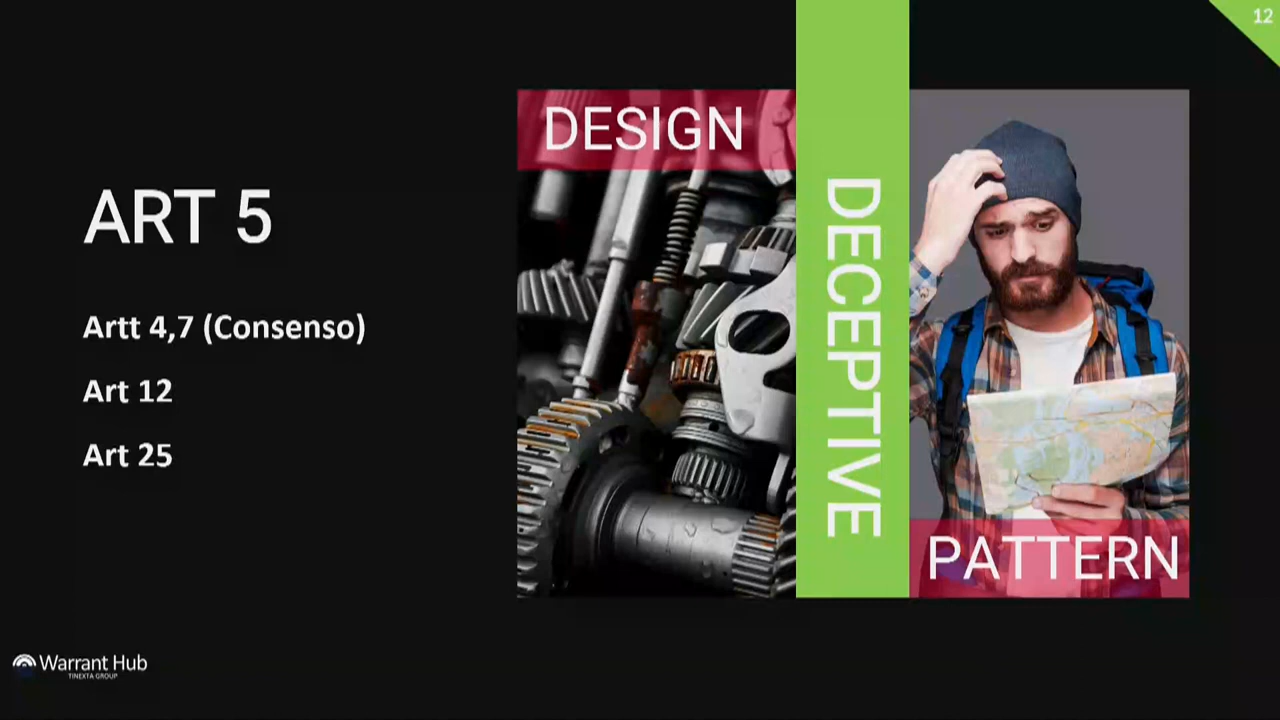 12
DESIGN
DECEPTIVE
PATTERN
ART 5
Artt 4,7 (Consenso)
Art 12
Art 25
Warrant Hub
TINEXTA GROUP